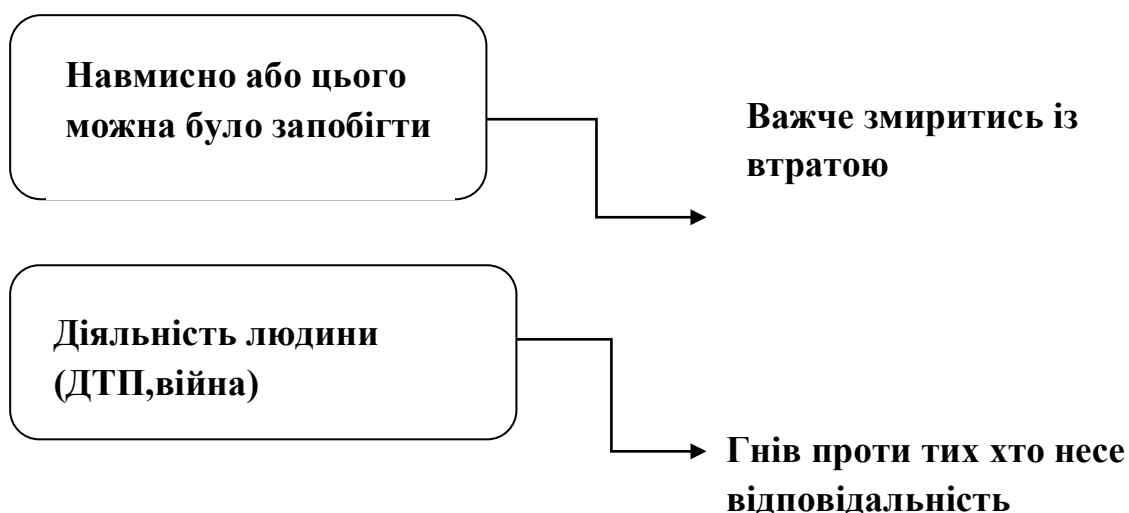 Навмисно або цього
можна було запобігти
Важче змиритись із
втратою
Діяльність людини
(ДТП,війна)
Гнів проти тих хто несе
відповідальність